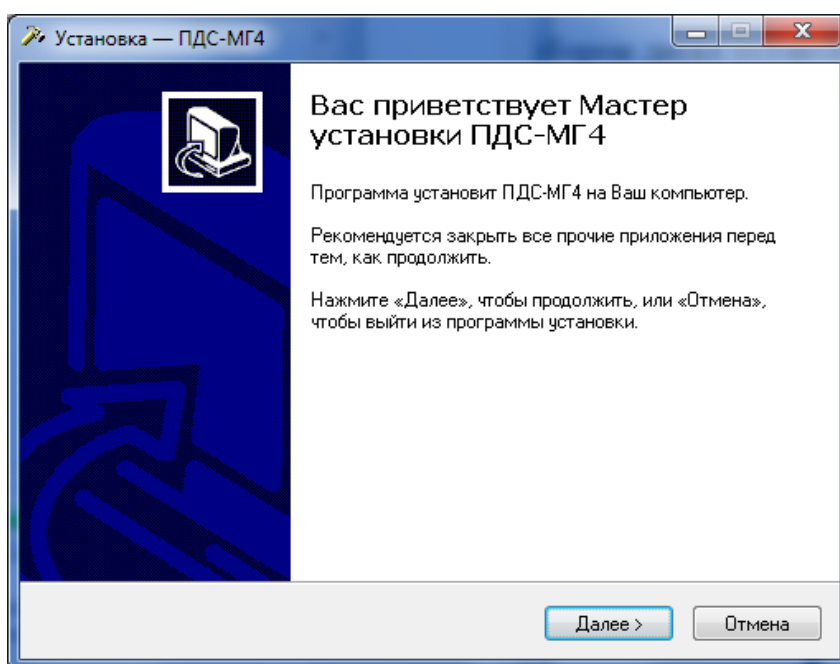 Установка — ПДС-МГ4
Вас приветствует Мастер
установки ПДС-МГ4
Программа установит ПДС-МГ4 на Ваш компьютер.
Рекомендуется закрыть все прочие приложения перед
тем, как продолжить.
Нажмите «Далее», чтобы продолжить, или «Отмена»,
чтобы выйти из программы установки.
Далее >
Отмена